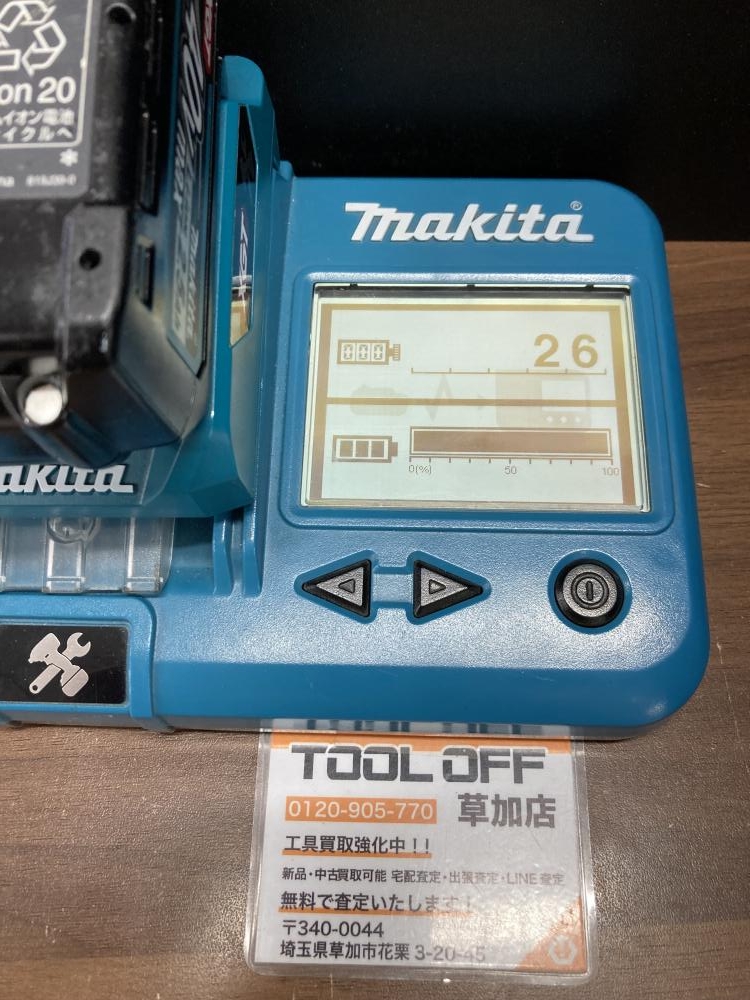 on 20
イオン電池
イクルへ
XGT
makita
26
0(%) 50 100
akita
TOOL OFF
0120-905-770 草加店
工具買取強化中!!
新品・中古買取可能 宅配査定・出張査定・LINE査定
無料で査定いたします!
〒340-0044
埼玉県草加市花栗 3-20-45